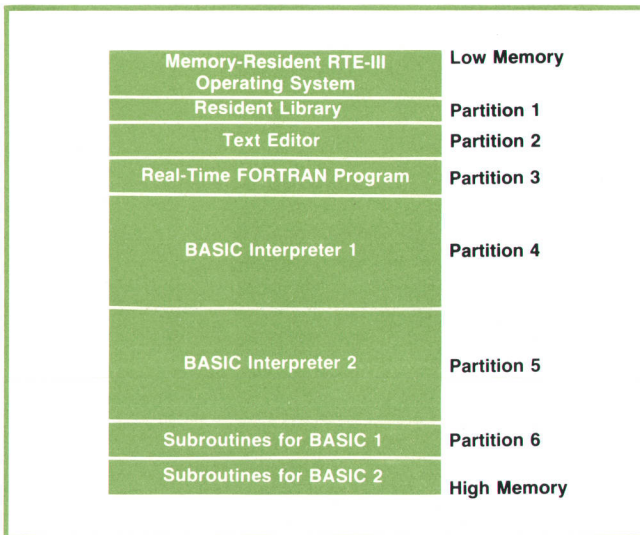 Memory-Resident RTE-III
Operating System
Low Memory
Resident Library
Partition 1
Text Editor
Partition 2
Real-Time FORTRAN Program
Partition 3
BASIC Interpreter 1
Partition 4
BASIC Interpreter 2
Partition 5
Subroutines for BASIC 1
Partition 6
Subroutines for BASIC 2
High Memory